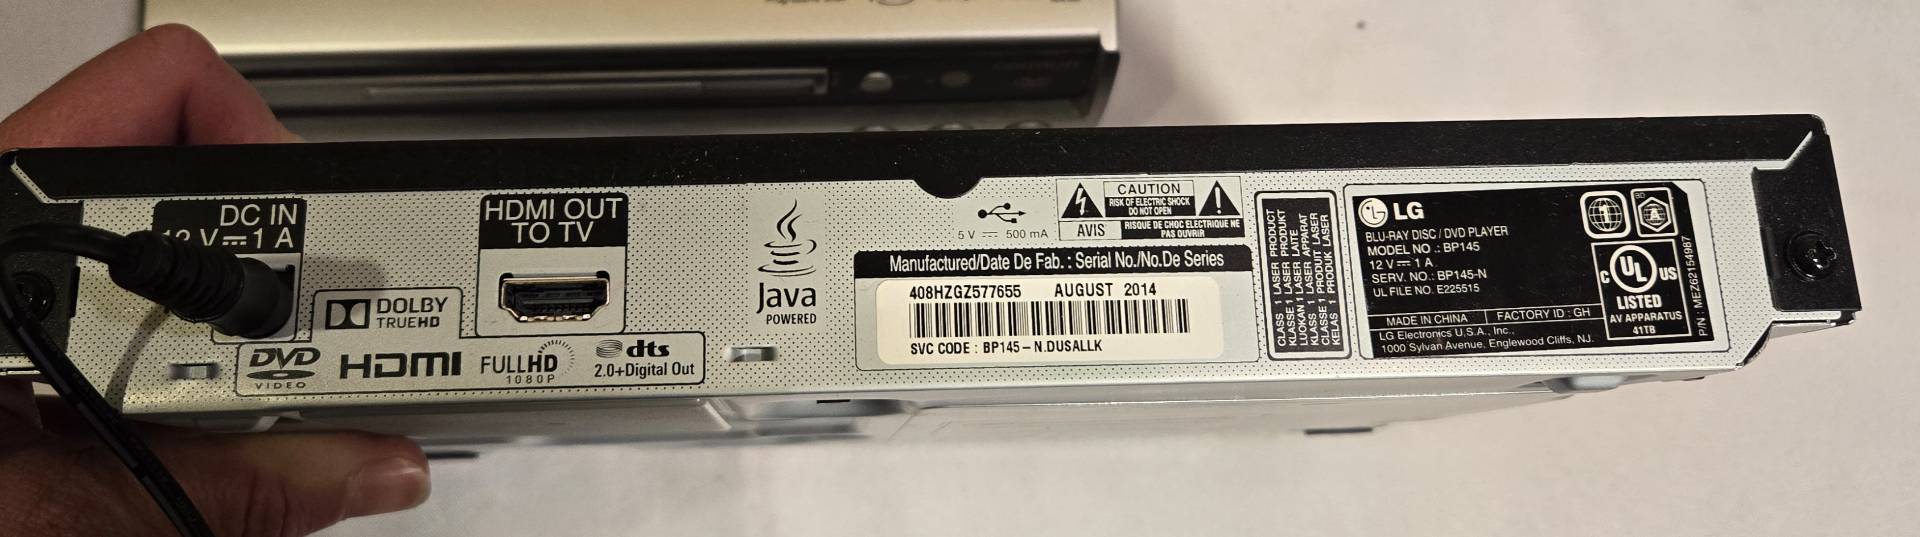 DC IN
12 V ⎓ 1 A
HDMI OUT
TO TV
DOLBY
TRUEHD
DVD
VIDEO
HDMI
FULLHD
1080P
dts
2.0+Digital Out
Java
POWERED
5 V ⎓ 500 mA
CAUTION
RISK OF ELECTRIC SHOCK
DO NOT OPEN
AVIS
RISQUE DE CHOC ELECTRIQUE NE
PAS OUVRIR
Manufactured/Date De Fab. : Serial No./No.De Series
408HZGZ577655 AUGUST 2014
SVC CODE : BP145-N.DUSALLK
CLASS 1 LASER PRODUCT
KLASSE 1 LASER PRODUKT
LUOKAN 1 LASER LAITE
KLASS 1 LASER APPARAT
CLASSE 1 PRODUIT LASER
KELAS 1 PRODUK LASER
LG
BLU-RAY DISC / DVD PLAYER
MODEL NO .: BP145
12 V ⎓ 1 A
SERV. NO.: BP145-N
UL FILE NO. E225515
MADE IN CHINA FACTORY ID : GH
LG Electronics U.S.A., Inc.,
1000 Sylvan Avenue, Englewood Cliffs, NJ.
1
A
C UL US
LISTED
AV APPARATUS
41TB
P/N : MEZ62154987